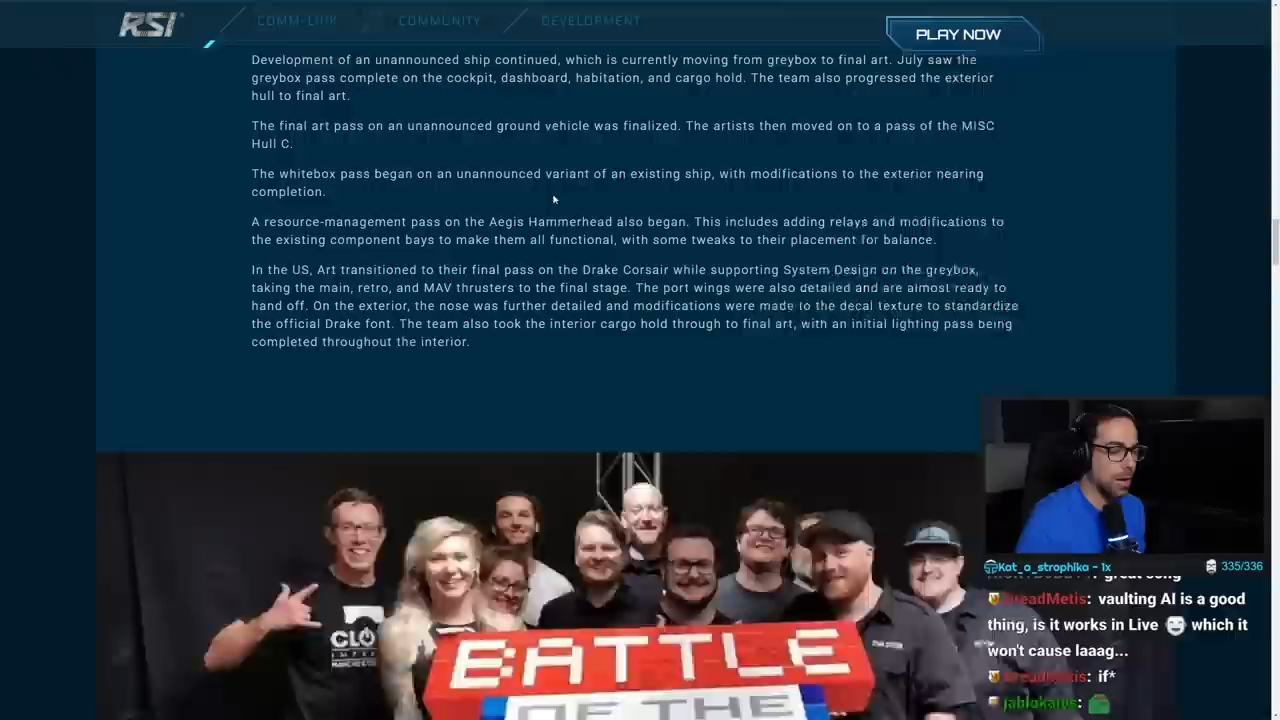 RSI
COMM-LINK
COMMUNITY
DEVELOPMENT
PLAY NOW
Development of an unannounced ship continued, which is currently moving from greybox to final art. July saw the
greybox pass complete on the cockpit, dashboard, habitation, and cargo hold. The team also progressed the exterior
hull to final art.
The final art pass on an unannounced ground vehicle was finalized. The artists then moved on to a pass of the MISC
Hull C.
The whitebox pass began on an unannounced variant of an existing ship, with modifications to the exterior nearing
completion.
A resource-management pass on the Aegis Hammerhead also began. This includes adding relays and modifications to
the existing component bays to make them all functional, with some tweaks to their placement for balance.
In the US, Art transitioned to their final pass on the Drake Corsair while supporting System Design on the greybox,
taking the main, retro, and MAV thrusters to the final stage. The port wings were also detailed and are almost ready to
hand off. On the exterior, the nose was further detailed and modifications were made to the decal texture to standardize
the official Drake font. The team also took the interior cargo hold through to final art, with an initial lighting pass being
completed throughout the interior.
CLO
BATTLE
OF THE
Kat_a_strophika - 1x
335/336
great song
DreadMetis: vaulting AI is a good
thing, is it works in Live which it
won't cause laaag...
DreadMetis: if*
jablokams: